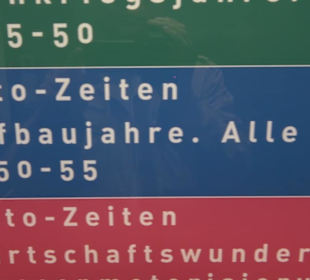 5-50
to-Zeiten
fbaujahre. Alle
50-55
to-Zeiten
rtschaftswunder